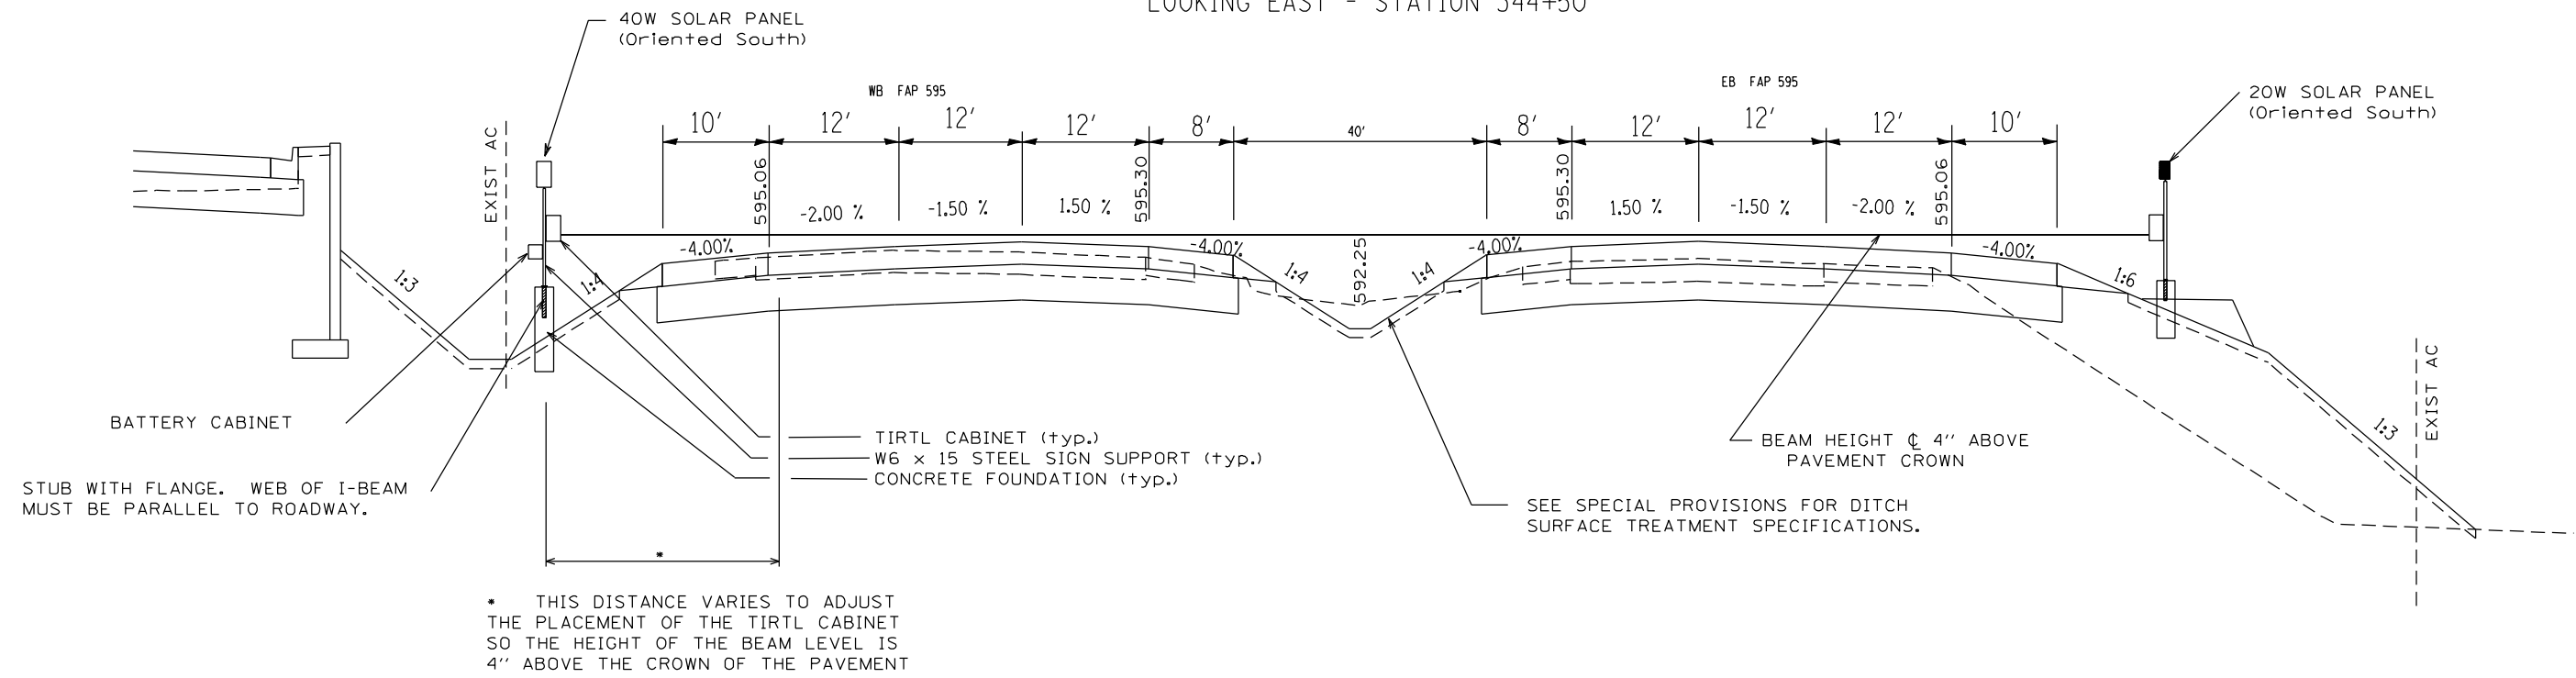 LOOKING EAST - STATION 344+50
40W SOLAR PANEL
(Oriented South)
WB FAP 595
EB FAP 595
20W SOLAR PANEL
(Oriented South)
10' 12' 12' 12' 8' 40' 8' 12' 12' 12' 10'
EXIST AC
595.06
595.30
595.30
595.06
-2.00 % -1.50 % 1.50 % 1.50 % -1.50 % -2.00 %
-4.00% -4.00% -4.00% -4.00%
592.25
1:3 1:4 1:4 1:4 1:6
EXIST AC
1:3
BATTERY CABINET
TIRTL CABINET (typ.)
W6 x 15 STEEL SIGN SUPPORT (typ.)
CONCRETE FOUNDATION (typ.)
BEAM HEIGHT ℄ 4'' ABOVE
PAVEMENT CROWN
STUB WITH FLANGE. WEB OF I-BEAM
MUST BE PARALLEL TO ROADWAY.
SEE SPECIAL PROVISIONS FOR DITCH
SURFACE TREATMENT SPECIFICATIONS.
*
* THIS DISTANCE VARIES TO ADJUST
THE PLACEMENT OF THE TIRTL CABINET
SO THE HEIGHT OF THE BEAM LEVEL IS
4'' ABOVE THE CROWN OF THE PAVEMENT